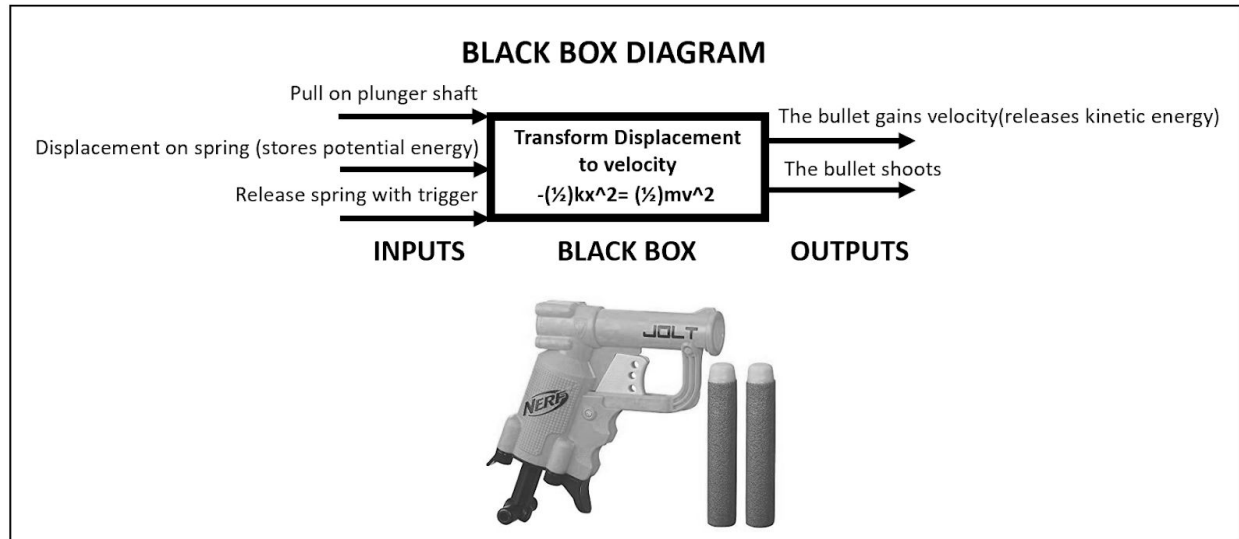 BLACK BOX DIAGRAM
Pull on plunger shaft
Displacement on spring (stores potential energy)
Release spring with trigger
Transform Displacement
to velocity
-(½)kx^2= (½)mv^2
The bullet gains velocity(releases kinetic energy)
The bullet shoots
INPUTS
BLACK BOX
OUTPUTS
JOLT
NERF